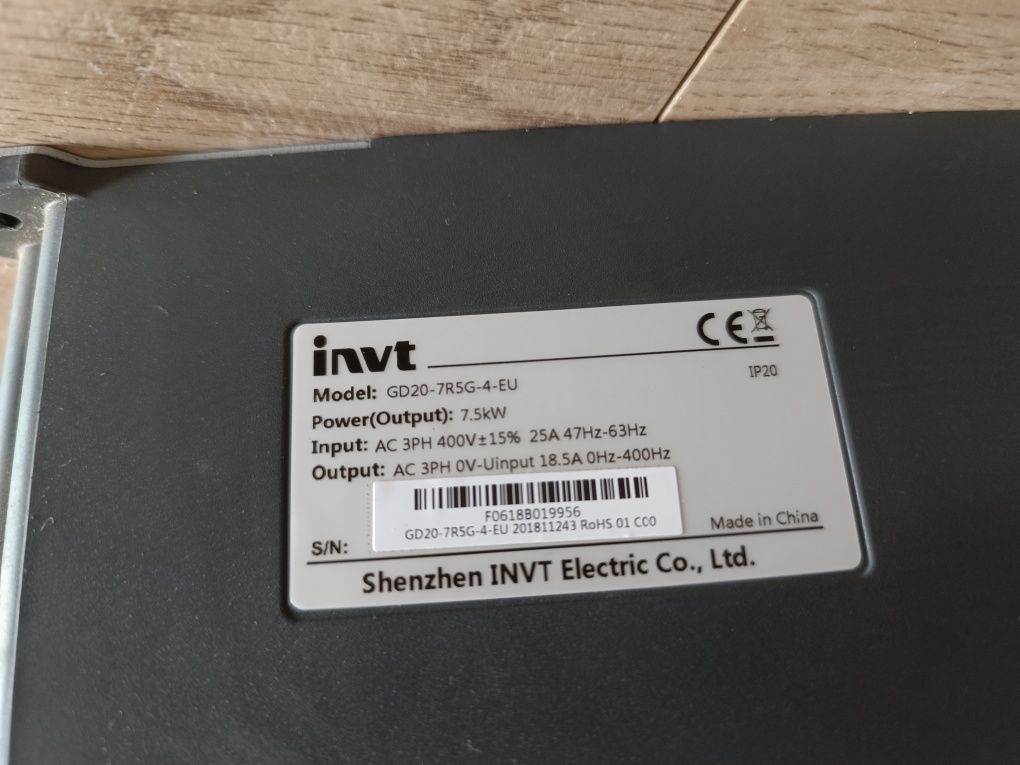 invt
CE
IP20
Model: GD20-7R5G-4-EU
Power(Output): 7.5kW
Input: AC 3PH 400V±15% 25A 47Hz-63Hz
Output: AC 3PH 0V-Uinput 18.5A 0Hz-400Hz
F0618B019956
GD20-7R5G-4-EU 201811243 RoHS 01 C00
S/N:
Made in China
Shenzhen INVT Electric Co., Ltd.